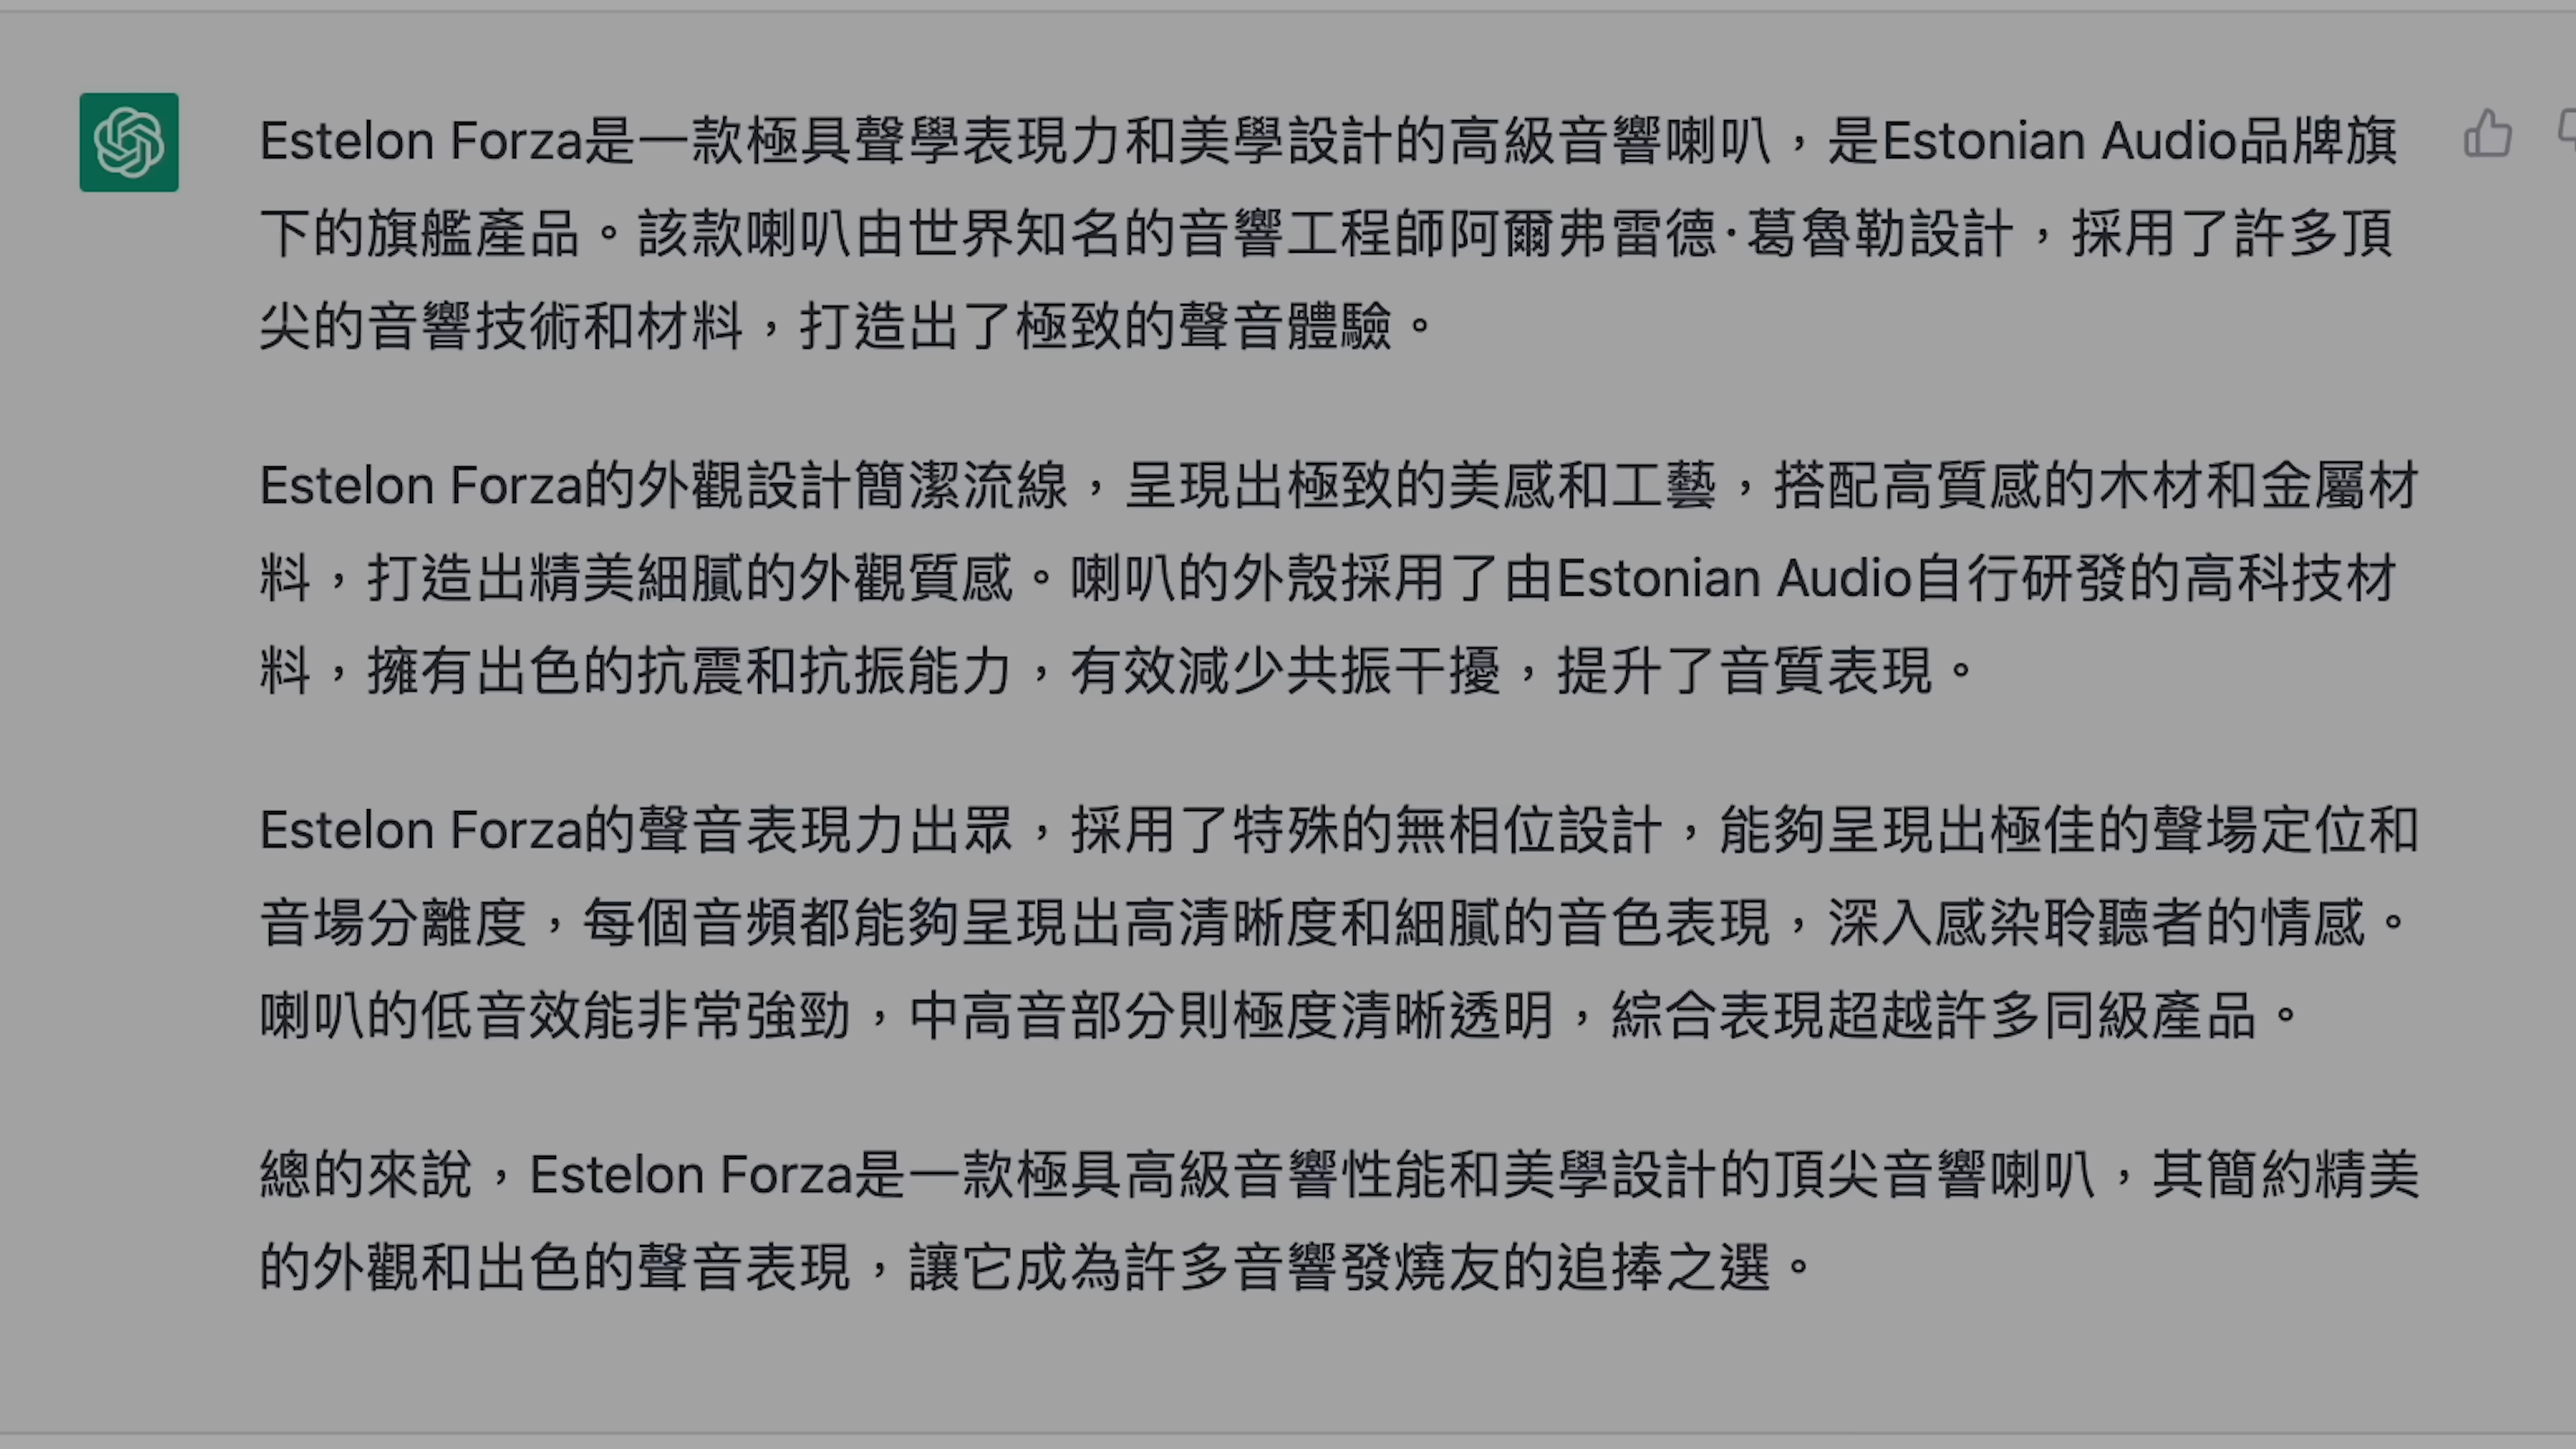 Estelon Forza是一款極具聲學表現力和美學設計的高級音響喇叭，是Estonian Audio品牌旗
下的旗艦產品。該款喇叭由世界知名的音響工程師阿爾弗雷德·葛魯勒設計，採用了許多頂
尖的音響技術和材料，打造出了極致的聲音體驗。
Estelon Forza的外觀設計簡潔流線，呈現出極致的美感和工藝，搭配高質感的木材和金屬材
料，打造出精美細膩的外觀質感。喇叭的外殼採用了由Estonian Audio自行研發的高科技材
料，擁有出色的抗震和抗振能力，有效減少共振干擾，提升了音質表現。
Estelon Forza的聲音表現力出眾，採用了特殊的無相位設計，能夠呈現出極佳的聲場定位和
音場分離度，每個音頻都能夠呈現出高清晰度和細膩的音色表現，深入感染聆聽者的情感。
喇叭的低音效能非常強勁，中高音部分則極度清晰透明，綜合表現超越許多同級產品。
總的來說，Estelon Forza是一款極具高級音響性能和美學設計的頂尖音響喇叭，其簡約精美
的外觀和出色的聲音表現，讓它成為許多音響發燒友的追捧之選。